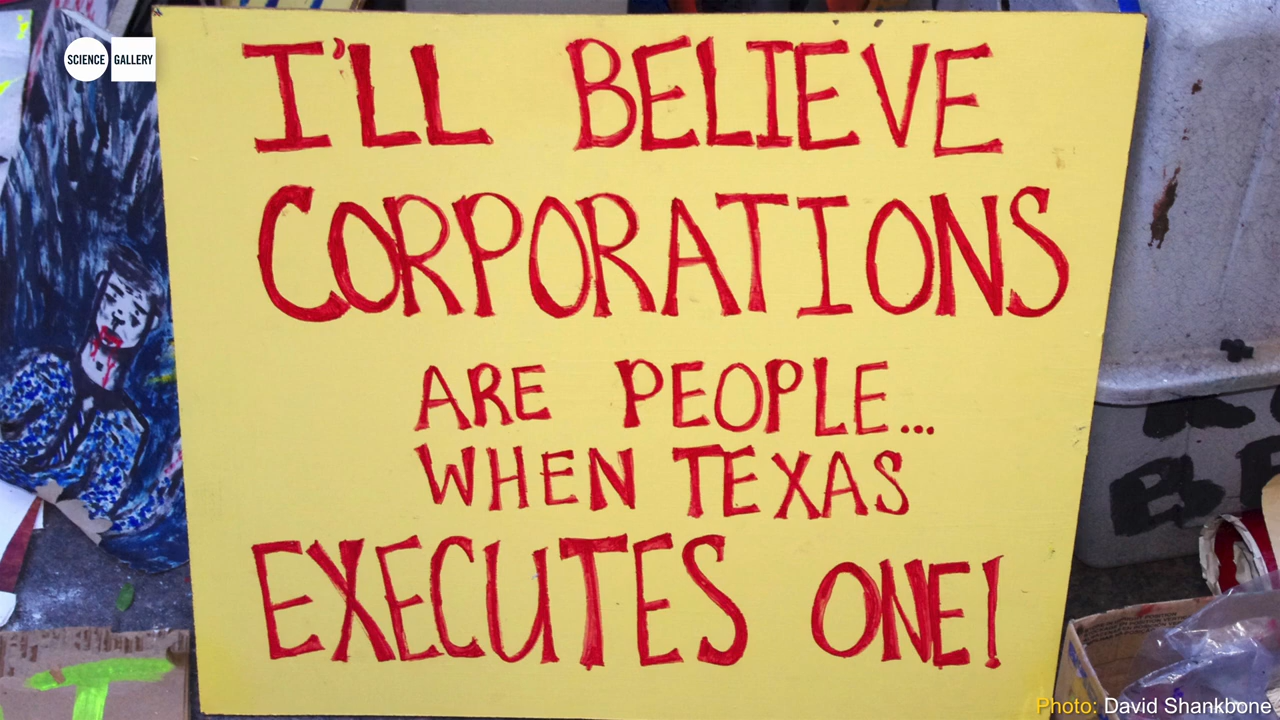 SCIENCE GALLERY
I'LL BELIEVE
CORPORATIONS
ARE PEOPLE...
WHEN TEXAS
EXECUTES ONE!
Photo: David Shankbone